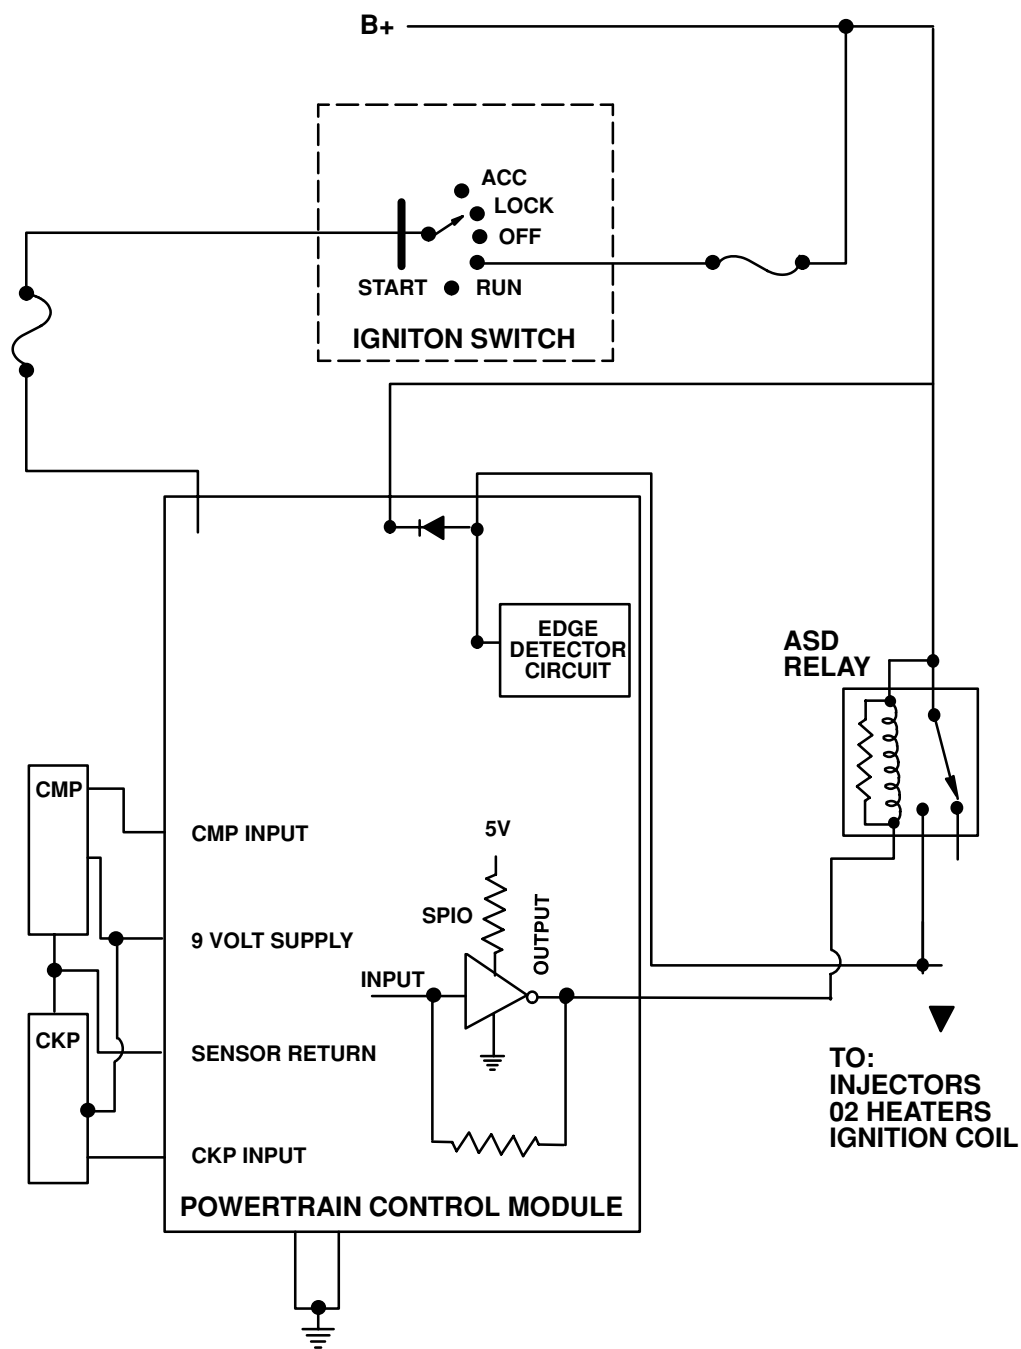 B+
ACC
LOCK
OFF
START
RUN
IGNITON SWITCH
EDGE
DETECTOR
CIRCUIT
ASD
RELAY
CMP
CMP INPUT
5V
SPIO
OUTPUT
9 VOLT SUPPLY
INPUT
CKP
SENSOR RETURN
TO:
INJECTORS
02 HEATERS
IGNITION COIL
CKP INPUT
POWERTRAIN CONTROL MODULE